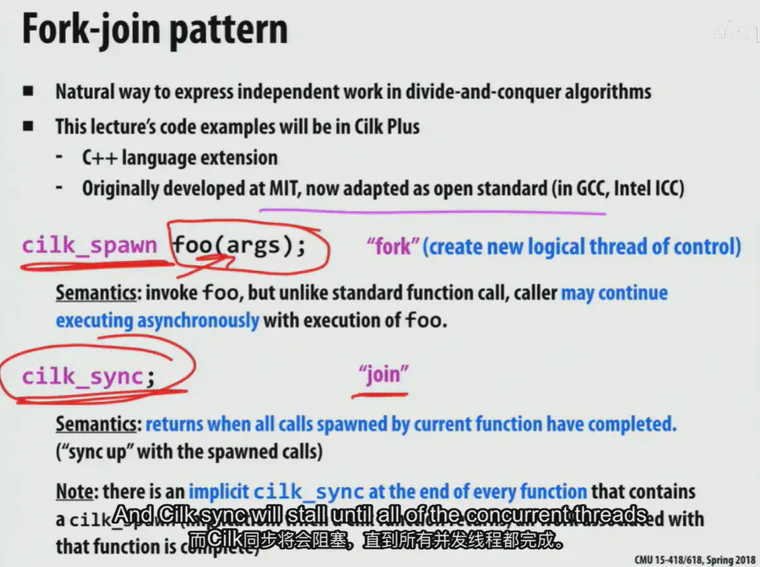 Fork-join pattern
■ Natural way to express independent work in divide-and-conquer algorithms
■ This lecture's code examples will be in Cilk Plus
- C++ language extension
- Originally developed at MIT, now adapted as open standard (in GCC, Intel ICC)
cilk_spawn foo(args); “fork” (create new logical thread of control)
Semantics: invoke foo, but unlike standard function call, caller may continue
executing asynchronously with execution of foo.
cilk_sync; “join”
Semantics: returns when all calls spawned by current function have completed.
(“sync up” with the spawned calls)
Note: there is an implicit cilk_sync at the end of every function that contains
a cilk_spawn
with
that function is complete)
And Cilk sync will stall until all of the concurrent threads
而Cilk同步将会阻塞，直到所有并发线程都完成。
CMU 15-418/618, Spring 2018